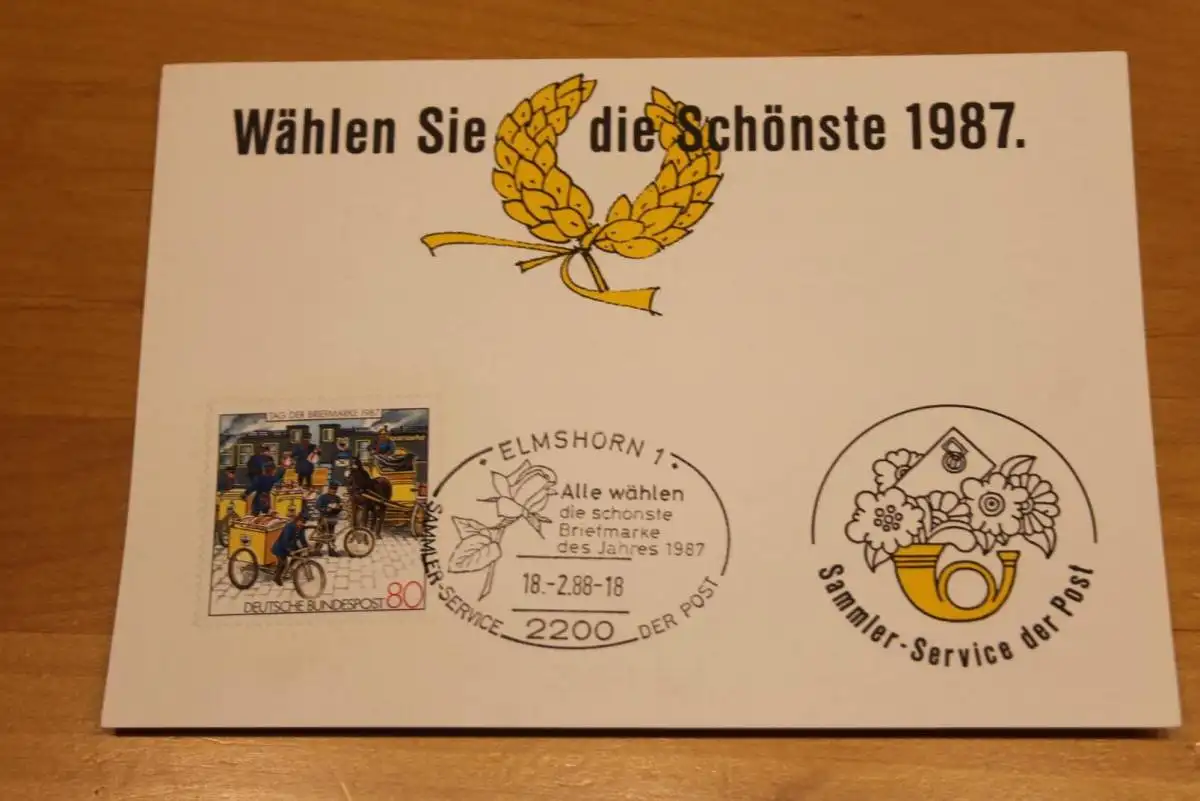 Wählen Sie die Schönste 1987.
TAG DER BRIEFMARKE 1987
DEUTSCHE BUNDESPOST 80
ELMSHORN 1
Alle wählen
die schönste
Briefmarke
des Jahres 1987
18.-2.88-18
2200
SAMMLER-SERVICE DER POST
Sammler-Service der Post